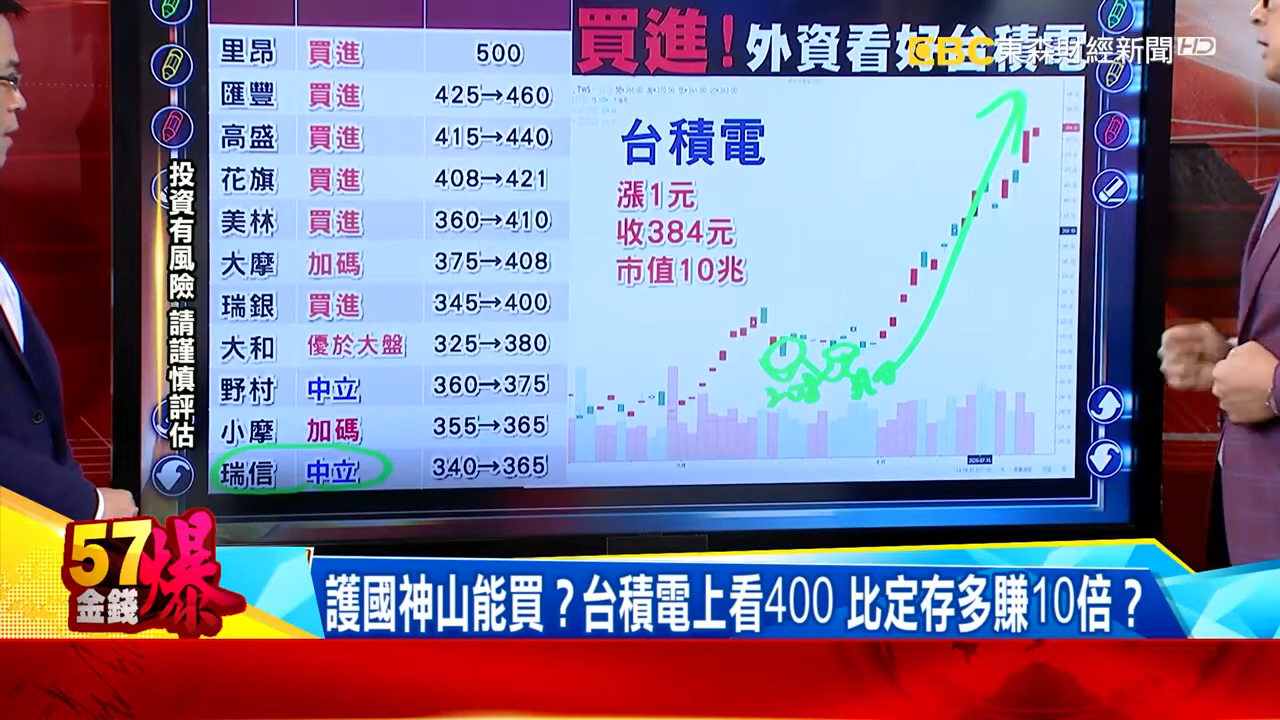 里昂 買進 500
匯豐 買進 425→460
高盛 買進 415→440
花旗 買進 408→421
美林 買進 360→410
大摩 加碼 375→408
瑞銀 買進 345→400
大和 優於大盤 325→380
野村 中立 360→375
小摩 加碼 355→365
瑞信 中立 340→365
買進!外資看好台積電
EBC 東森財經新聞 HD
台積電
漲1元
收384元
市值10兆
投資有風險 請謹慎評估
57
金錢
爆
護國神山能買?台積電上看400 比定存多賺10倍?